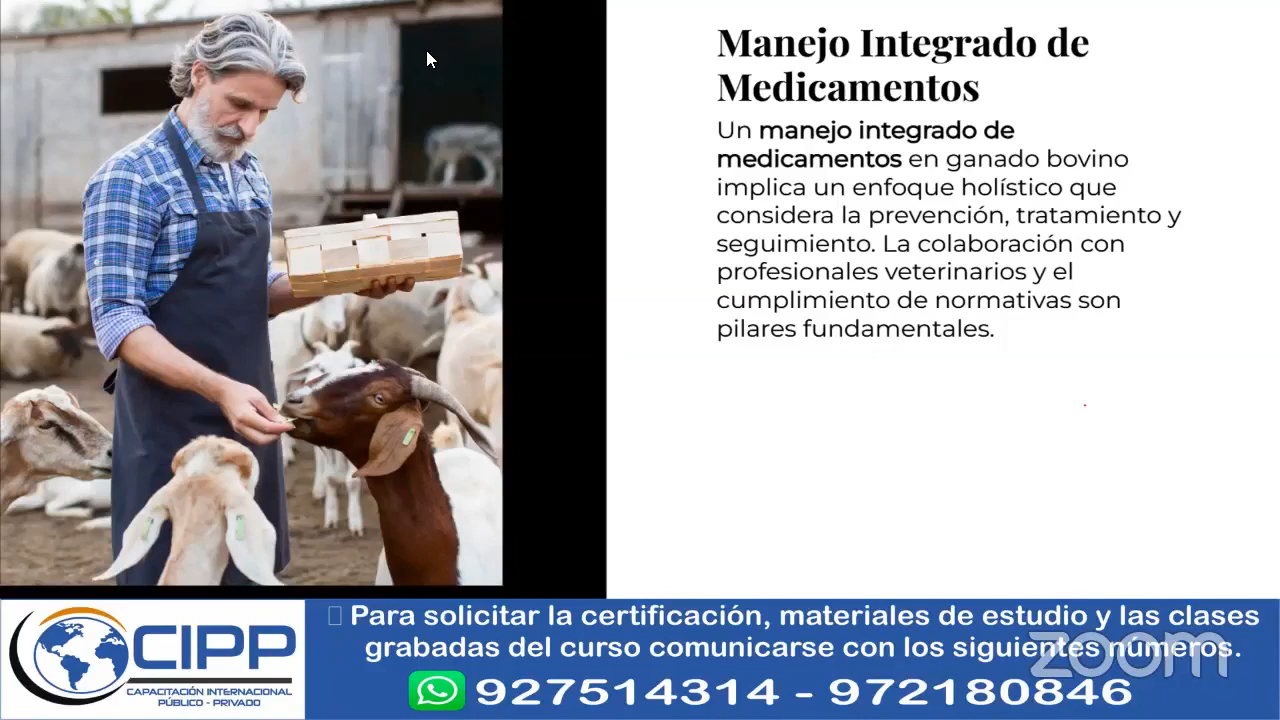 Manejo Integrado de
Medicamentos
Un manejo integrado de
medicamentos en ganado bovino
implica un enfoque holístico que
considera la prevención, tratamiento y
seguimiento. La colaboración con
profesionales veterinarios y el
cumplimiento de normativas son
pilares fundamentales.
CIPP
CAPACITACIÓN INTERNACIONAL
PÚBLICO - PRIVADO
Para solicitar la certificación, materiales de estudio y las clases
grabadas del curso comunicarse con los siguientes números.
927514314 - 972180846
zoom